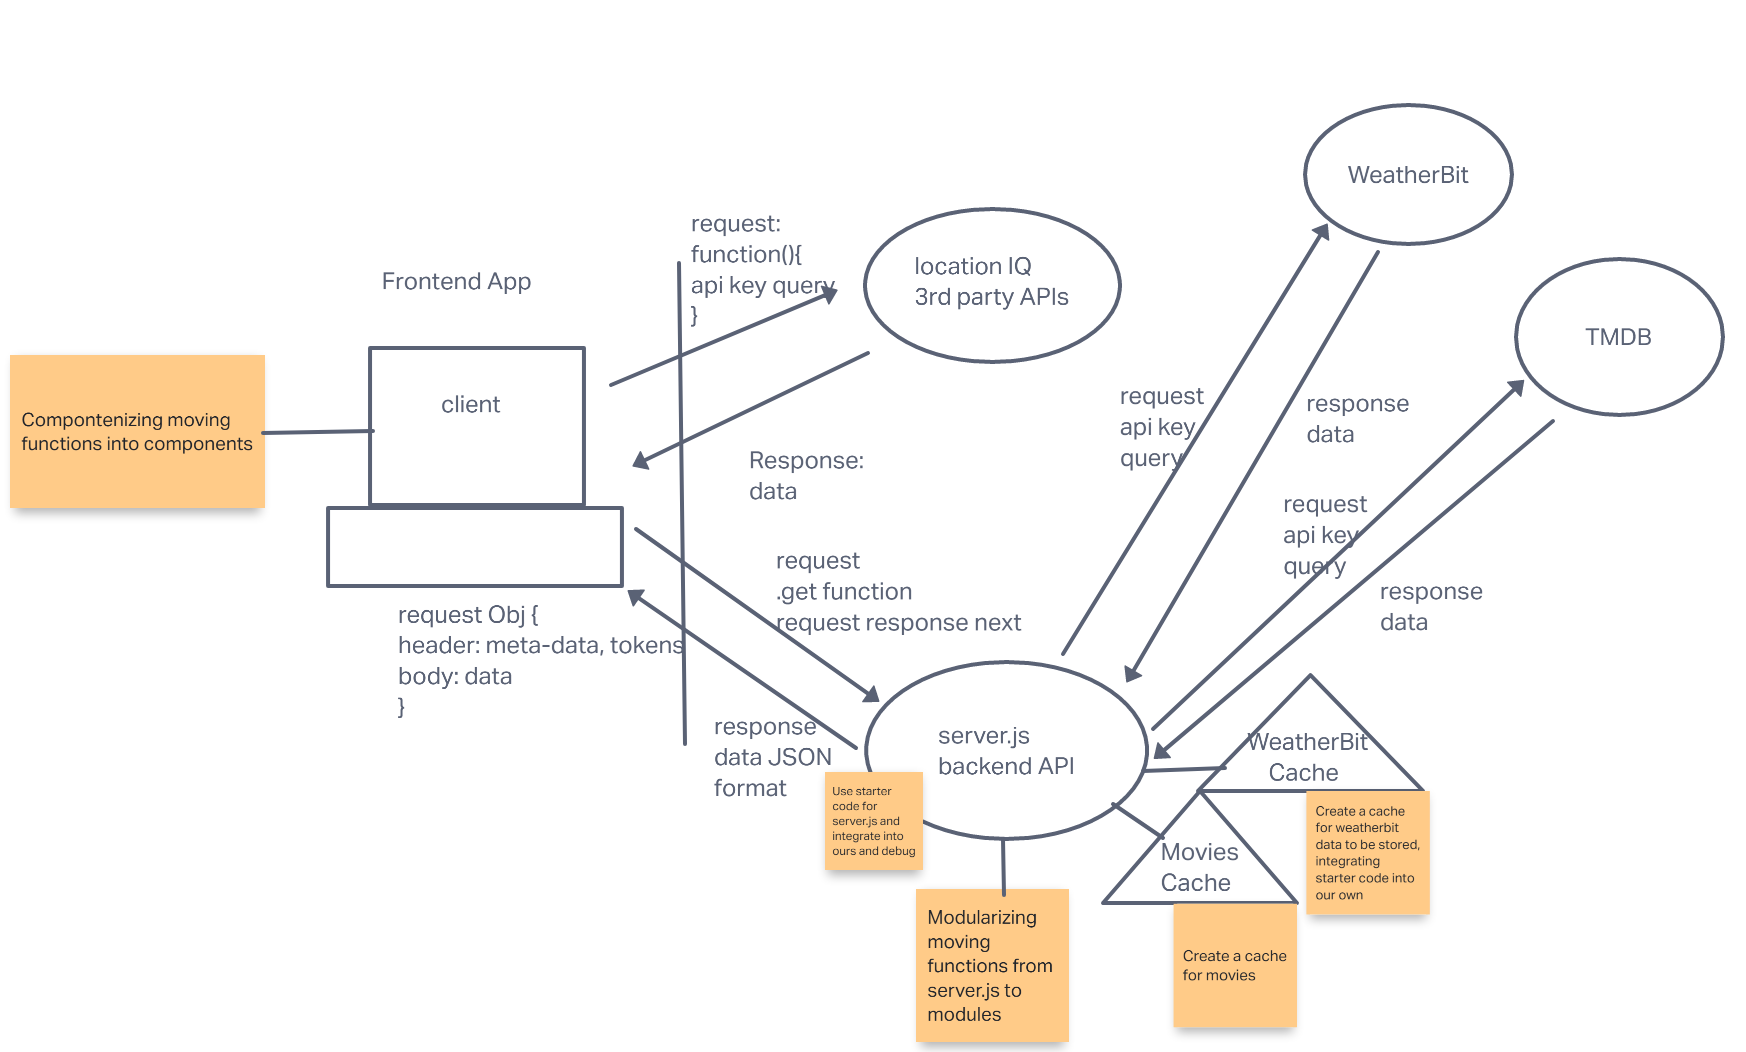 WeatherBit
request:
function(){
api key query
}
location IQ
3rd party APIs
Frontend App
TMDB
client
Compontenizing moving
functions into components
request
api key
query
response
data
Response:
data
request
api key
query
request
.get function
request response next
response
data
request Obj {
header: meta-data, tokens
body: data
}
response
data JSON
format
server.js
backend API
WeatherBit
Cache
Use starter
code for
server.js and
integrate into
ours and debug
Movies
Cache
Create a cache
for weatherbit
data to be stored,
integrating
starter code into
our own
Modularizing
moving
functions from
server.js to
modules
Create a cache
for movies